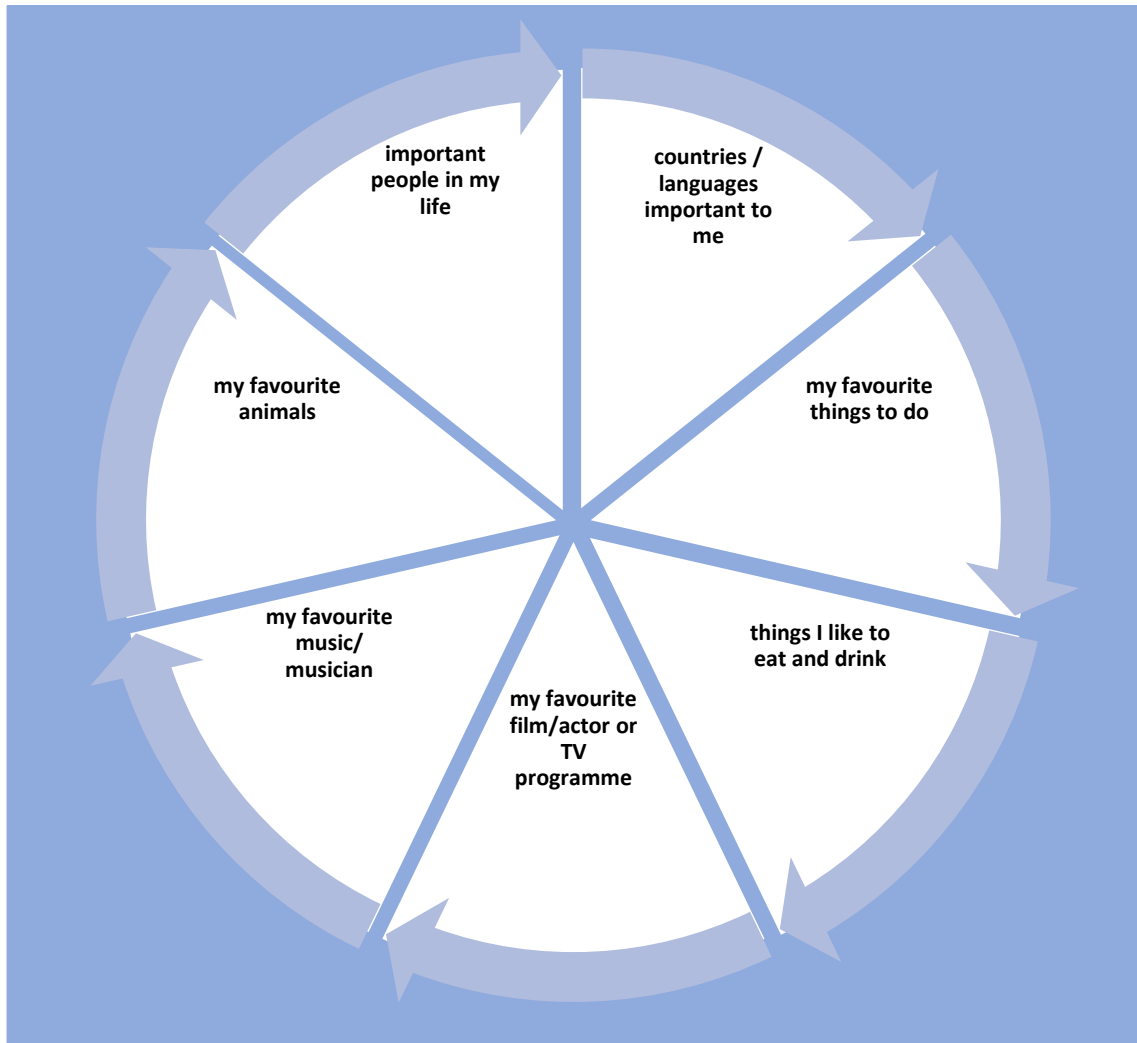 important
people in my
life
countries /
languages
important to
me
my favourite
animals
my favourite
things to do
my favourite
music/
musician
things I like to
eat and drink
my favourite
film/actor or
TV
programme